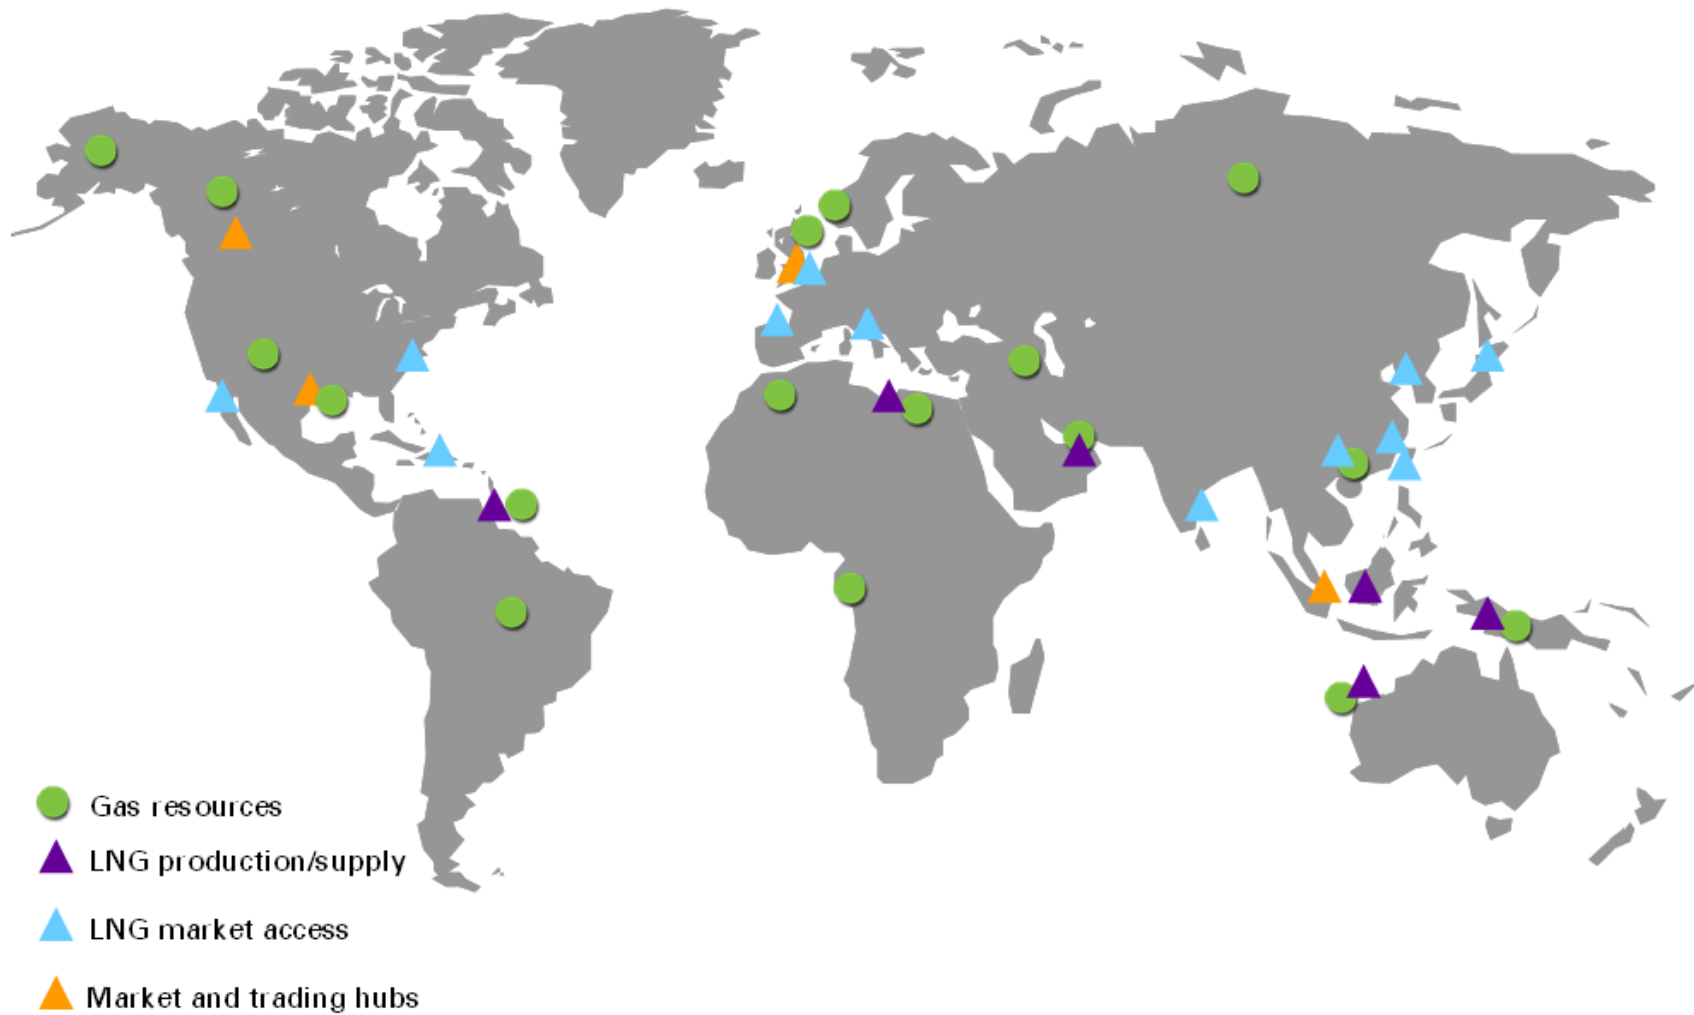 Gas resources
LNG production/supply
LNG market access
Market and trading hubs